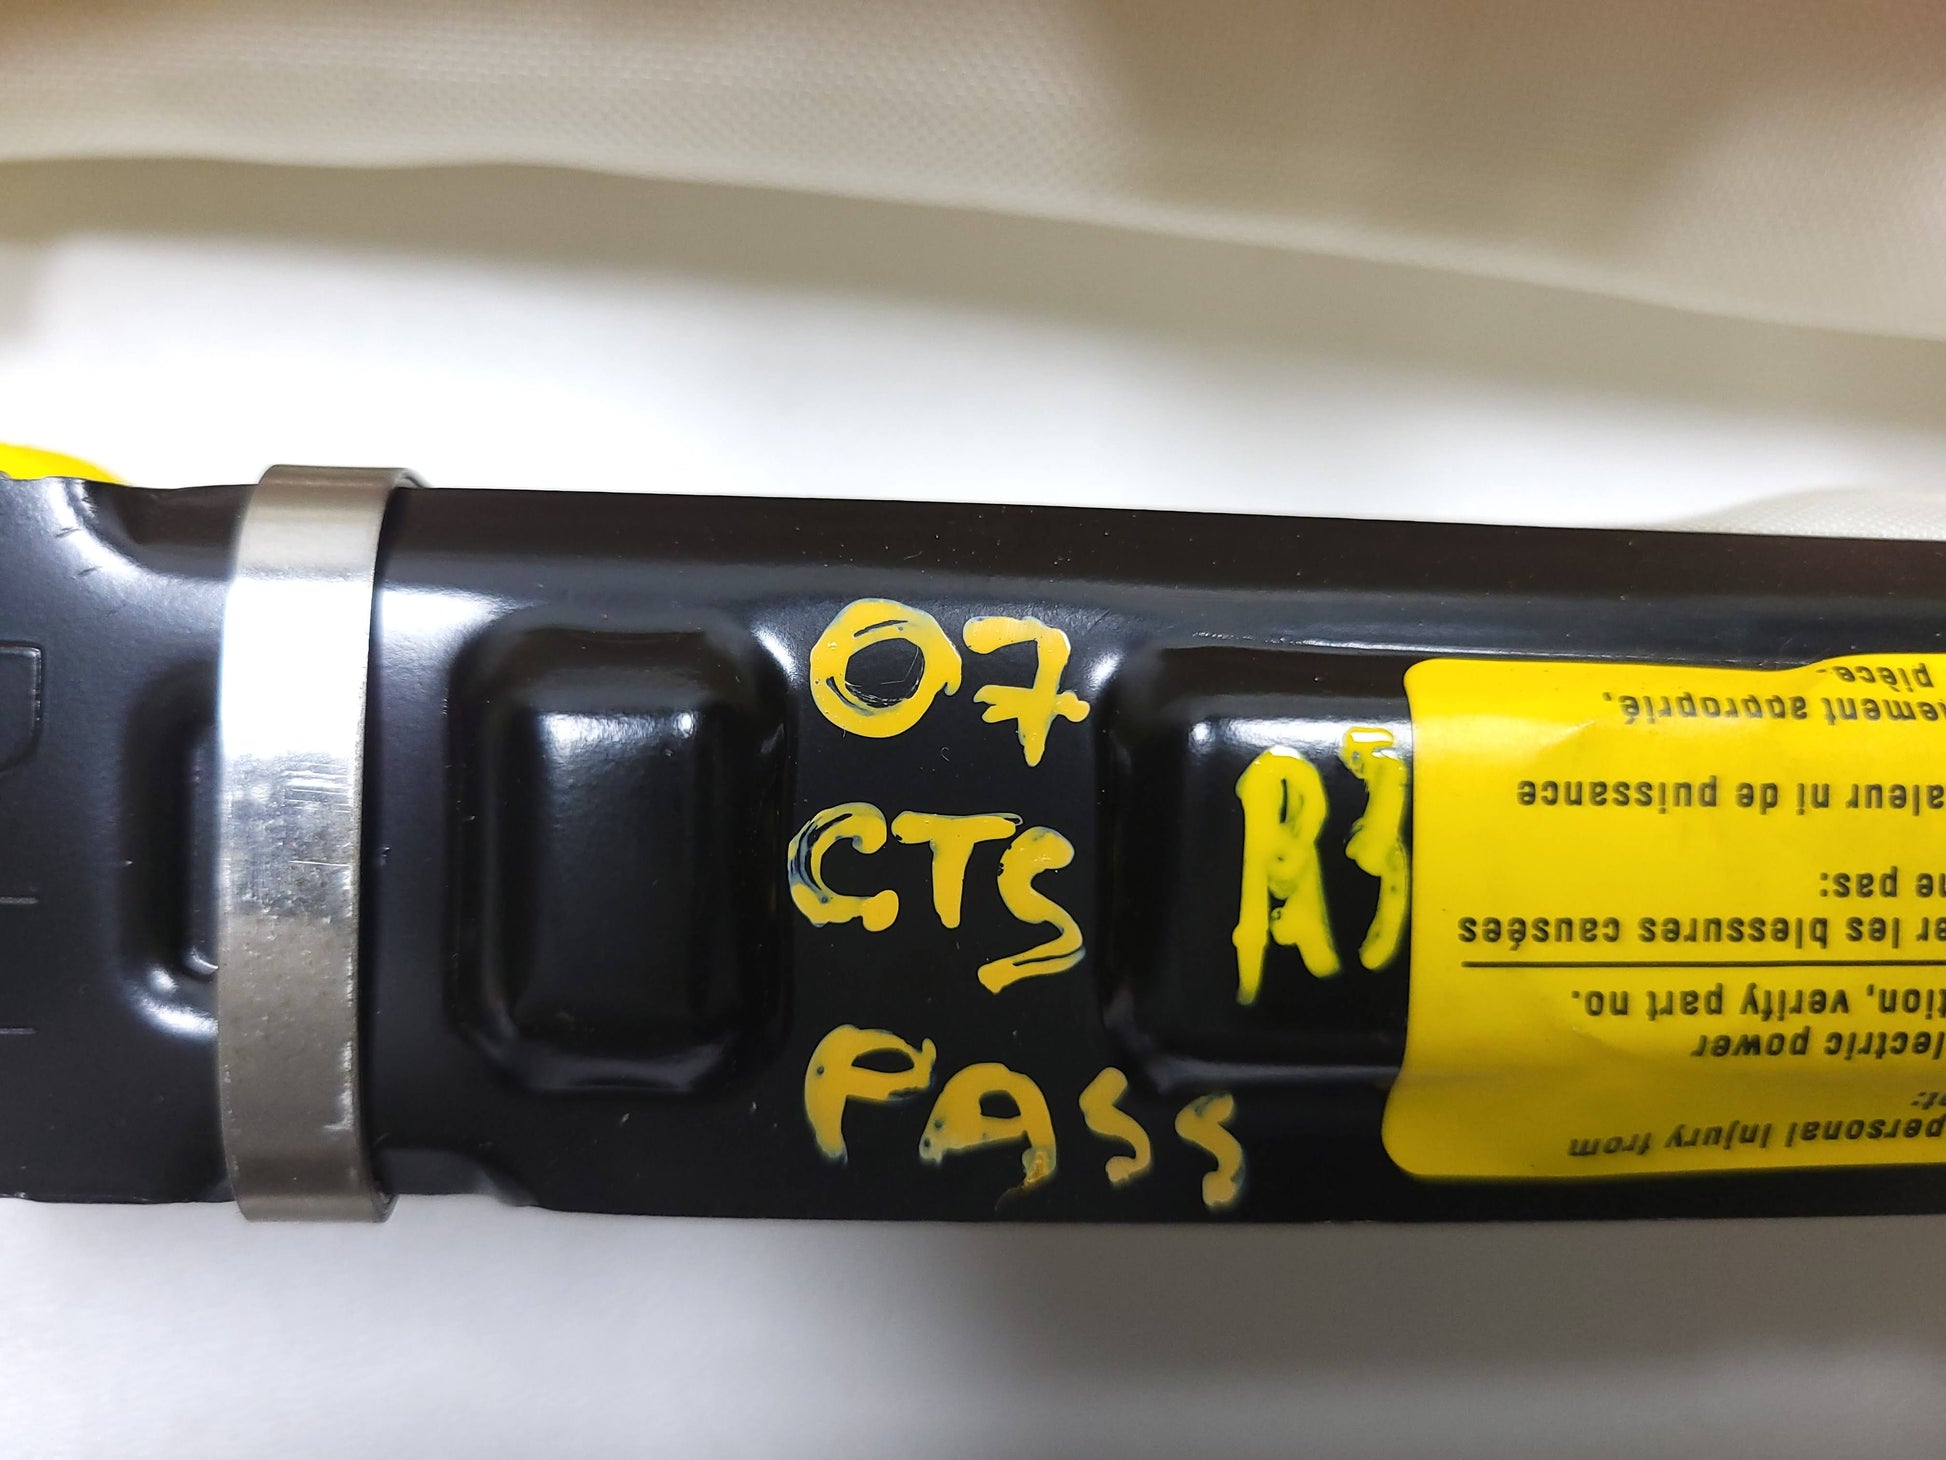 07
CTS
PASS
personal injury from
t:
lectric power
tion, verify part no.
er les blessures causées
ne pas:
aleur ni de puissance
ement approprié,
pièce.